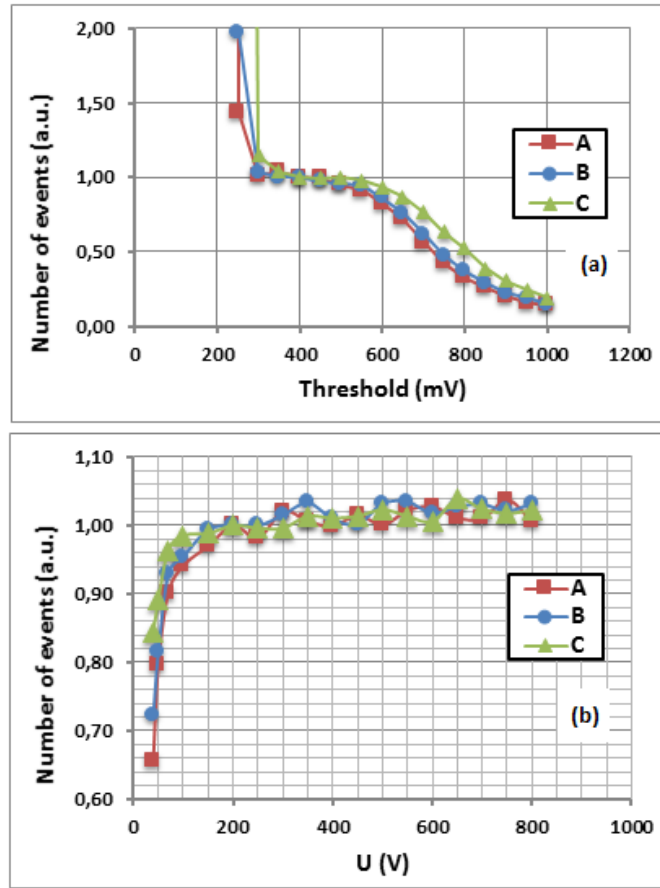 2,00
1,50
1,00
0,50
0,00
Number of events (a.u.)
A
B
C
(a)
0 200 400 600 800 1000 1200
Threshold (mV)
1,10
1,00
0,90
0,80
0,70
0,60
Number of events (a.u.)
A
B
C
(b)
0 200 400 600 800 1000
U (V)